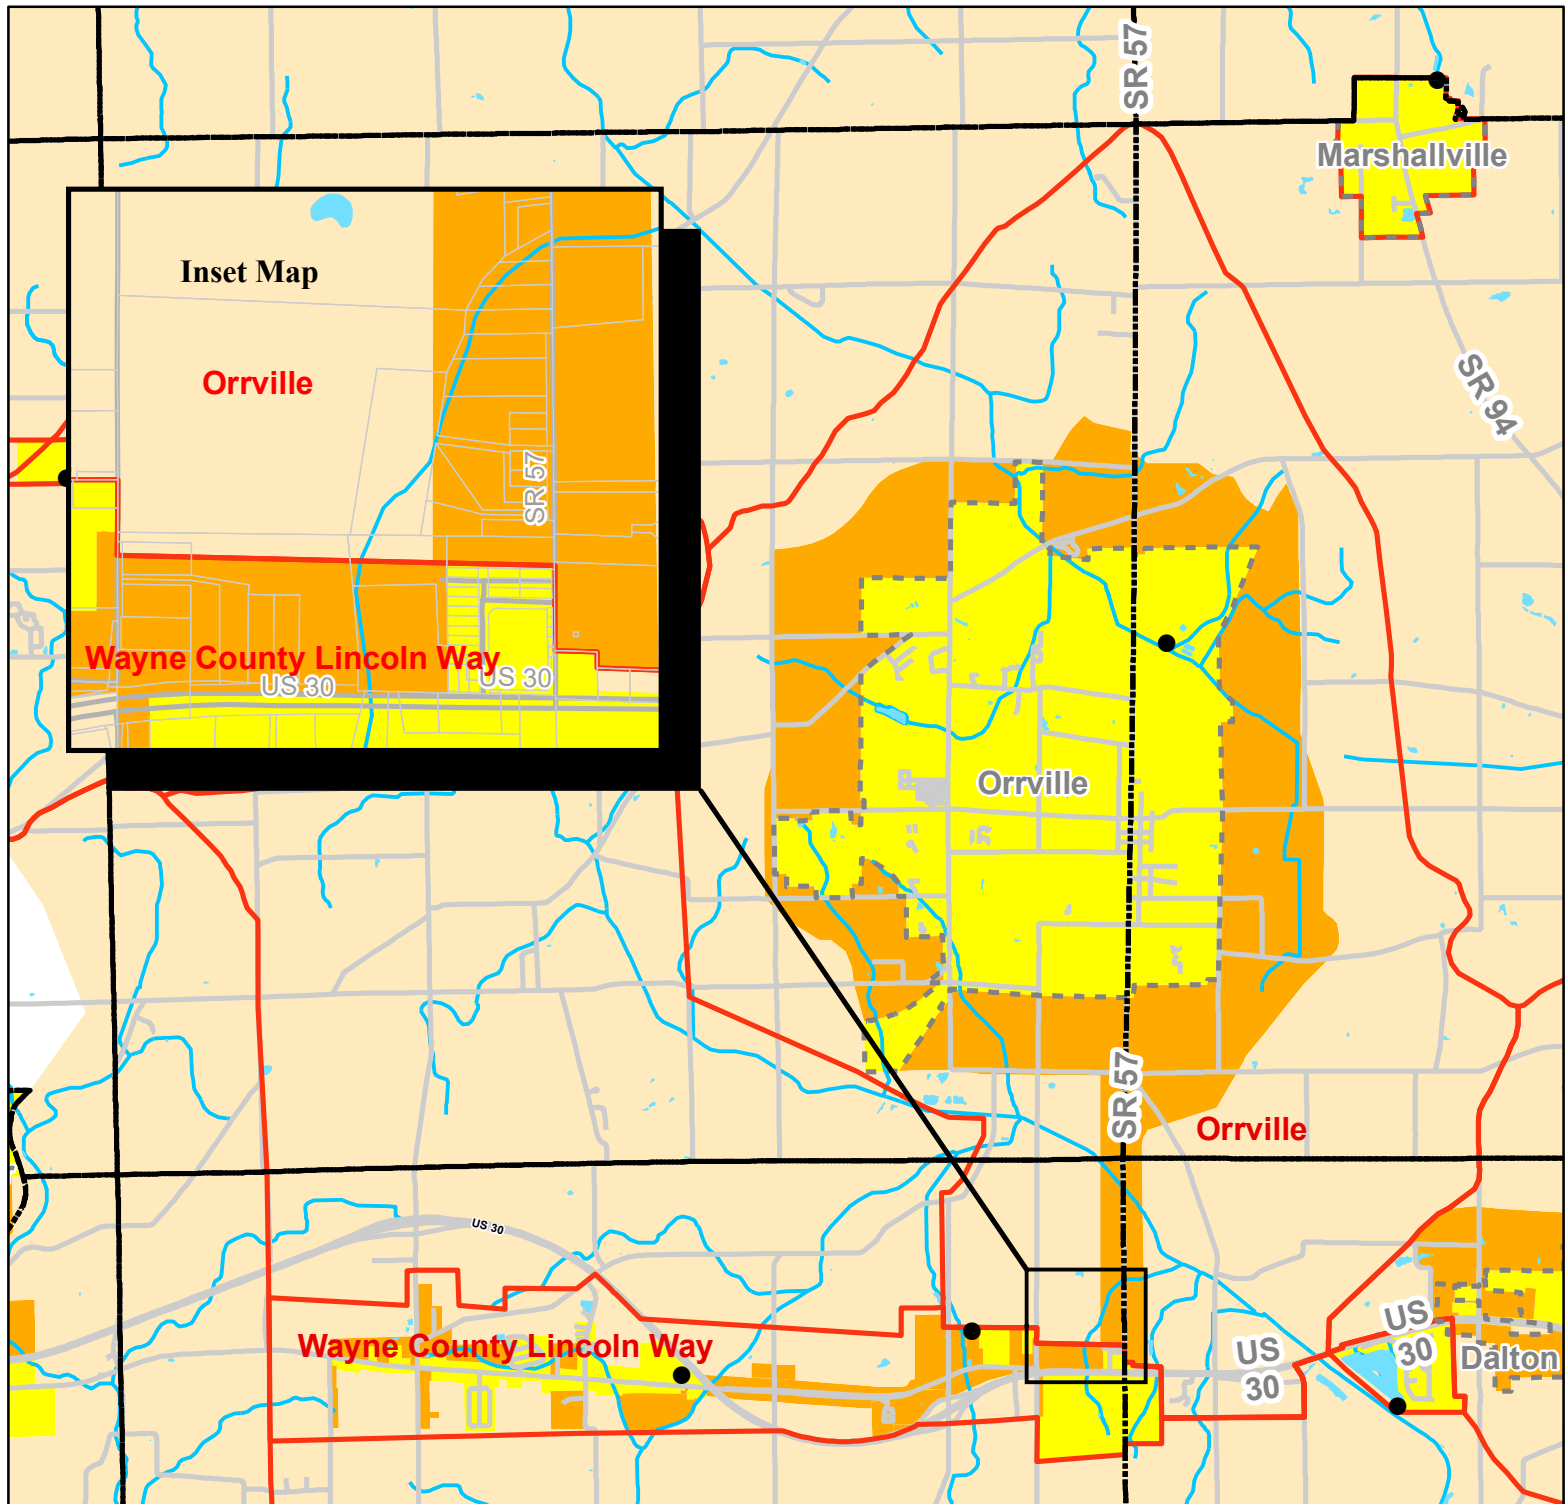 SR 57
Marshallville
Inset Map
Orrville
SR 94
SR 57
Wayne County Lincoln Way
US 30
US 30
Orrville
SR 57
Orrville
US 30
Wayne County Lincoln Way
US
30
US
30
Dalton